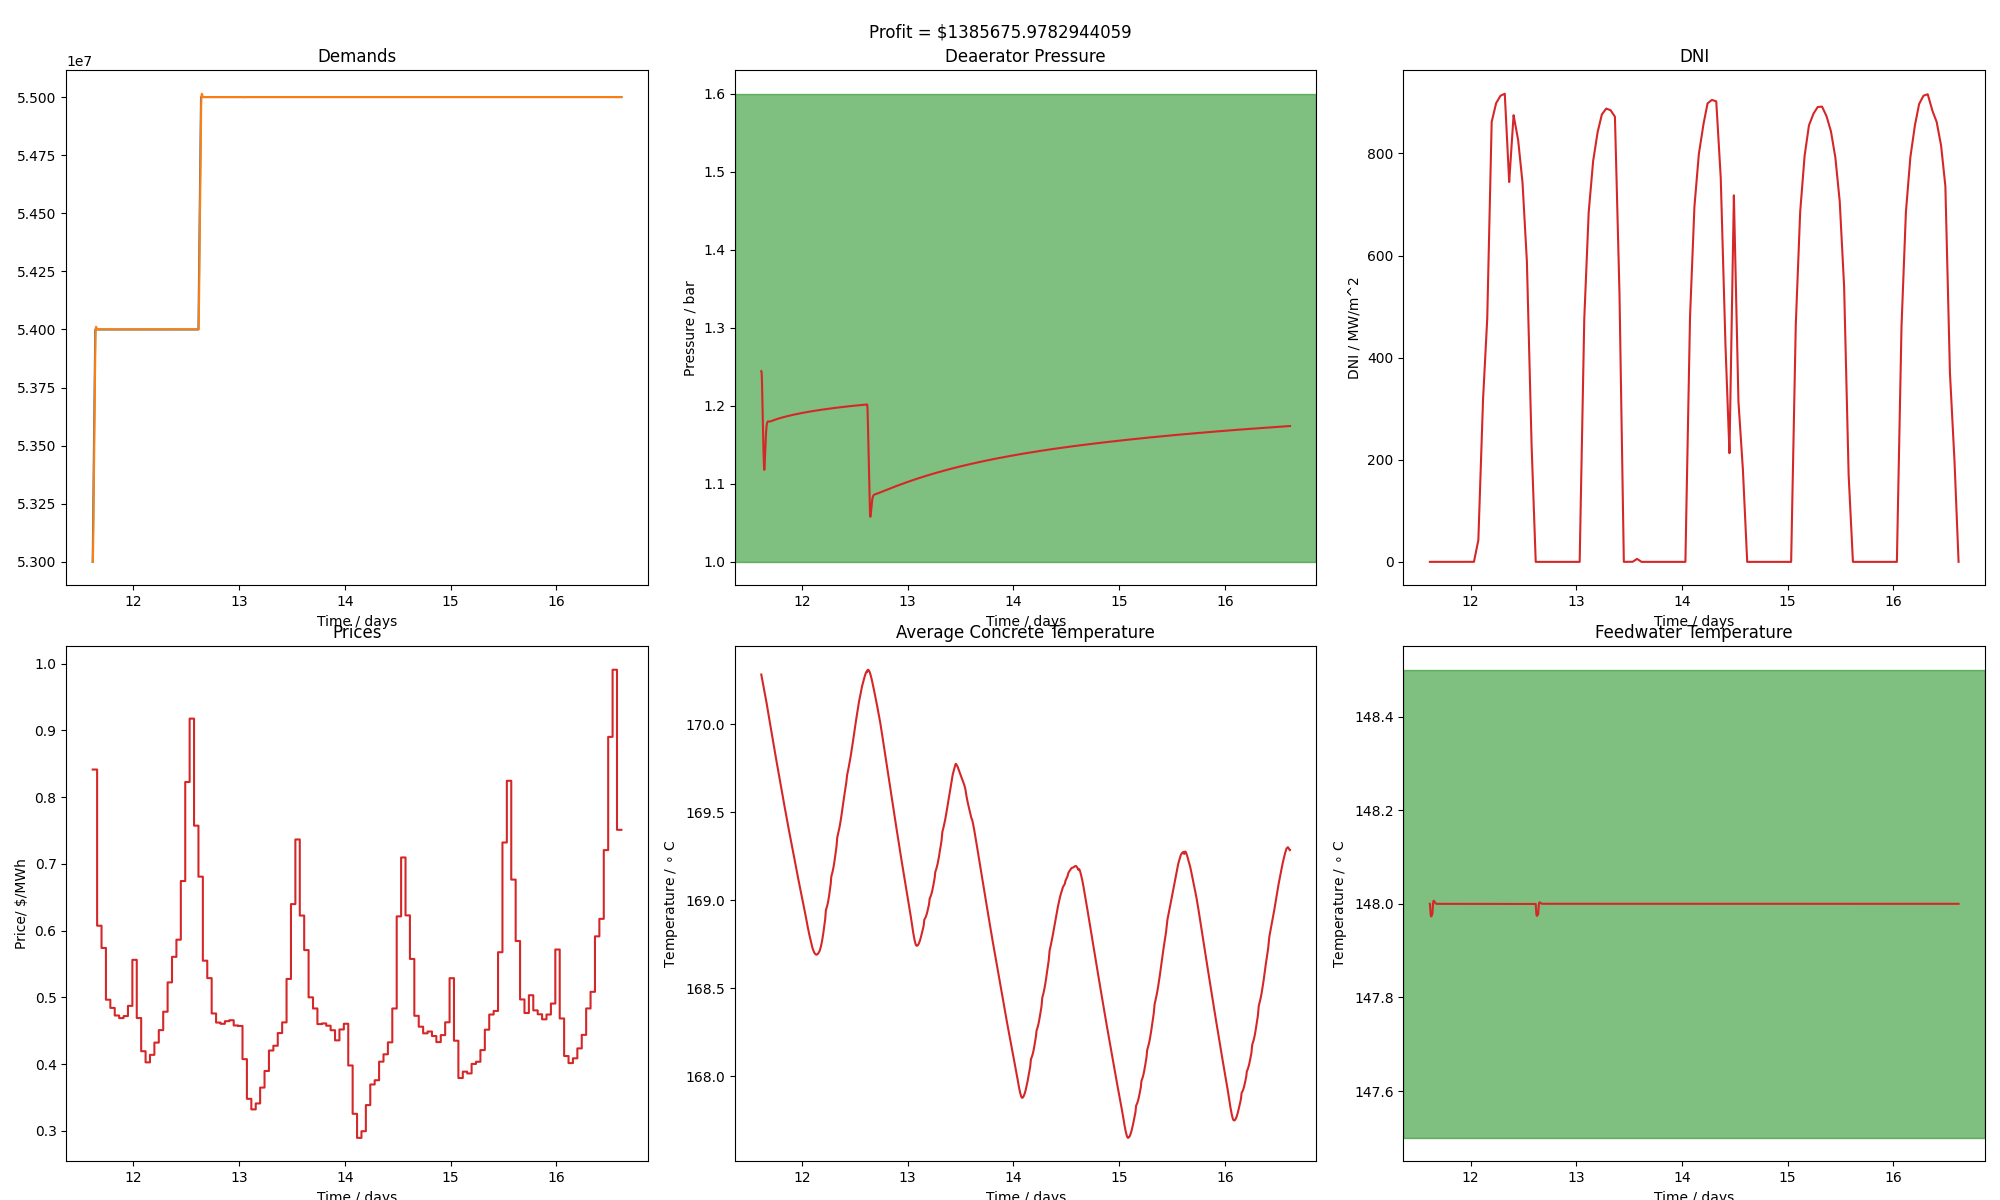 Profit = $1385675.9782944059
Demands
1e7
5.500
5.475
5.450
5.425
5.400
5.375
5.350
5.325
5.300
12 13 14 15 16
Time / days
Deaerator Pressure
Pressure / bar
1.6
1.5
1.4
1.3
1.2
1.1
1.0
12 13 14 15 16
Time / days
DNI
DNI / MW/m^2
800
600
400
200
0
12 13 14 15 16
Time / days
Prices
Price/ $/MWh
1.0
0.9
0.8
0.7
0.6
0.5
0.4
0.3
12 13 14 15 16
Time / days
Average Concrete Temperature
Temperature / ∘ C
170.0
169.5
169.0
168.5
168.0
12 13 14 15 16
Time / days
Feedwater Temperature
Temperature / ∘ C
148.4
148.2
148.0
147.8
147.6
12 13 14 15 16
Time / days